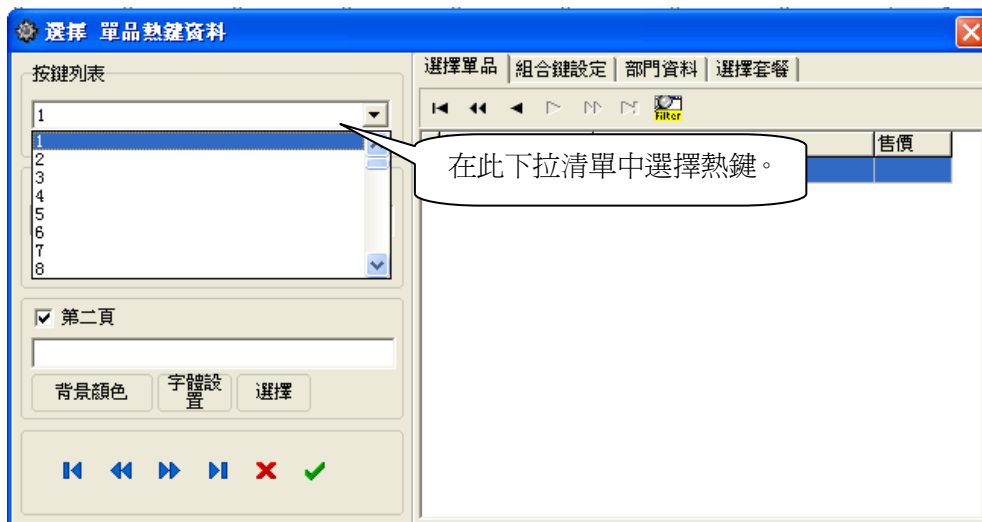 選擇 單品熱鍵資料
按鍵列表
1
1
2
3
4
5
6
7
8
第二頁
背景顏色
字體設置
選擇
選擇單品
組合鍵設定
部門資料
選擇套餐
filter
售價
在此下拉清單中選擇熱鍵。